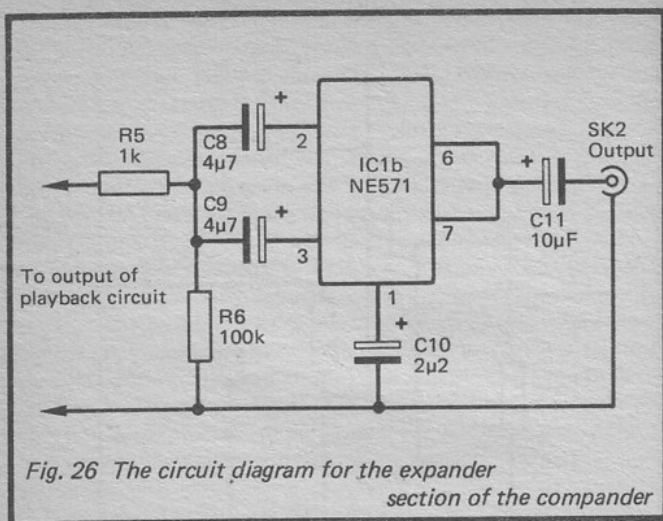 R5
1k
C8
4µ7
+
2
C9
4µ7
+
3
IC1b
NE571
6
7
1
+
C10
2µ2
+
C11
10µF
SK2
Output
To output of
playback circuit
R6
100k
Fig. 26 The circuit diagram for the expander
section of the compander